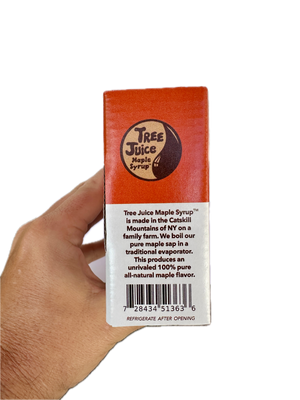 TREE
JUICE
Maple
Syrup™
Tree Juice Maple Syrup™
is made in the Catskill
Mountains of NY on a
family farm. We boil our
pure maple sap in a
traditional evaporator.
This produces an
unrivaled 100% pure
all-natural maple flavor.
7 28434 51363 6
REFRIGERATE AFTER OPENING